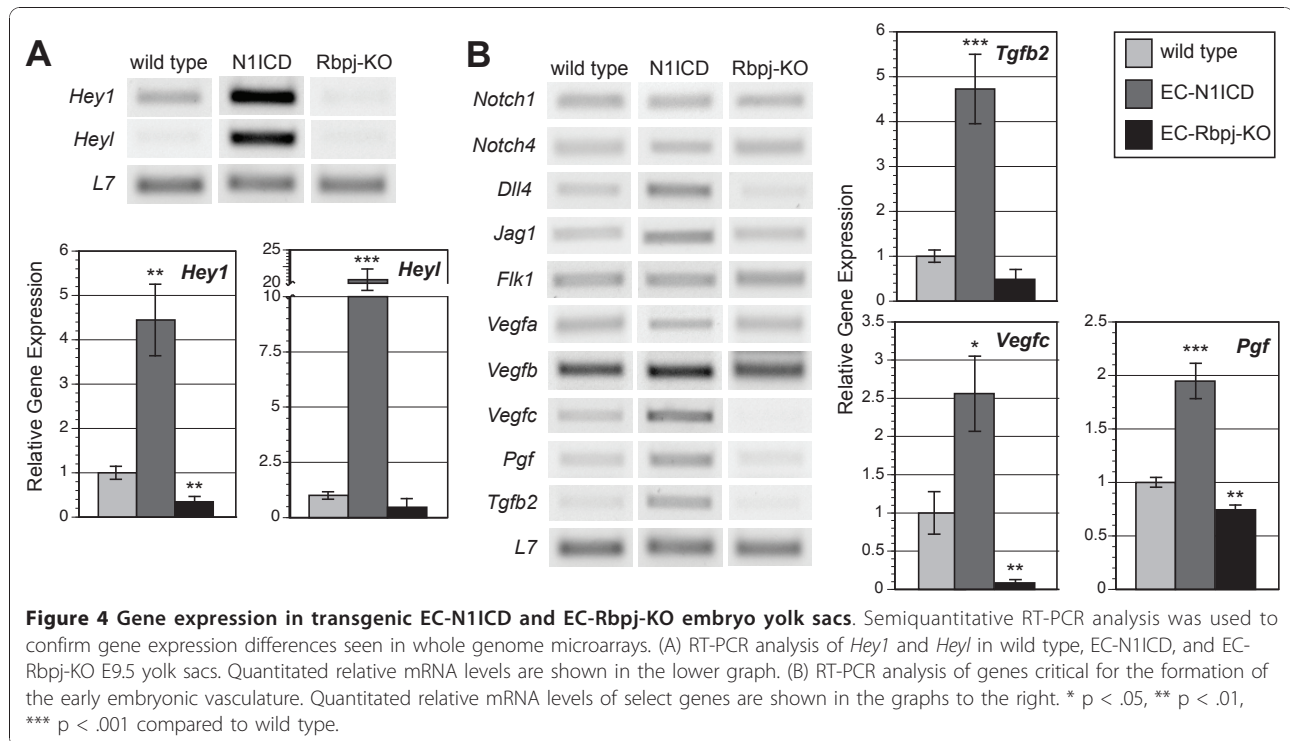 A
wild type N1ICD Rbpj-KO
Hey1
Heyl
L7
Relative Gene Expression
6
5
4
3
2
1
0
**
Hey1
**
25
20
10
7.5
5
2.5
0
***
Heyl
B
wild type N1ICD Rbpj-KO
Notch1
Notch4
Dll4
Jag1
Flk1
Vegfa
Vegfb
Vegfc
Pgf
Tgfb2
L7
Relative Gene Expression
6
5
4
3
2
1
0
***
Tgfb2
3.5
3
2.5
2
1.5
1
0.5
0
*
Vegfc
**
2.5
2
1.5
1
0.5
0
***
Pgf
**
wild type
EC-N1ICD
EC-Rbpj-KO
Figure 4 Gene expression in transgenic EC-N1ICD and EC-Rbpj-KO embryo yolk sacs. Semiquantitative RT-PCR analysis was used to
confirm gene expression differences seen in whole genome microarrays. (A) RT-PCR analysis of Hey1 and Heyl in wild type, EC-N1ICD, and EC-
Rbpj-KO E9.5 yolk sacs. Quantitated relative mRNA levels are shown in the lower graph. (B) RT-PCR analysis of genes critical for the formation of
the early embryonic vasculature. Quantitated relative mRNA levels of select genes are shown in the graphs to the right. * p < .05, ** p < .01,
*** p < .001 compared to wild type.